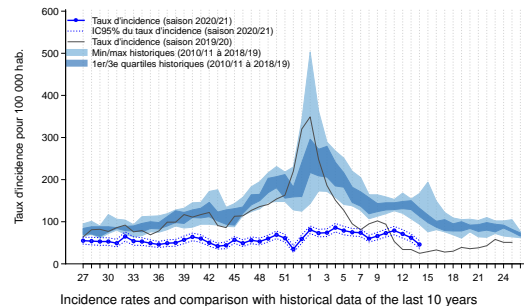 600
500
400
300
200
100
0
Taux d'incidence pour 100 000 hab.
Taux d'incidence (saison 2020/21)
IC95% du taux d'incidence (saison 2020/21)
Taux d'incidence (saison 2019/20)
Min/max historiques (2010/11 à 2018/19)
1er/3e quartiles historiques (2010/11 à 2018/19)
27 30 33 36 39 42 45 48 51 1 3 5 7 9 12 15 18 21 24
Incidence rates and comparison with historical data of the last 10 years